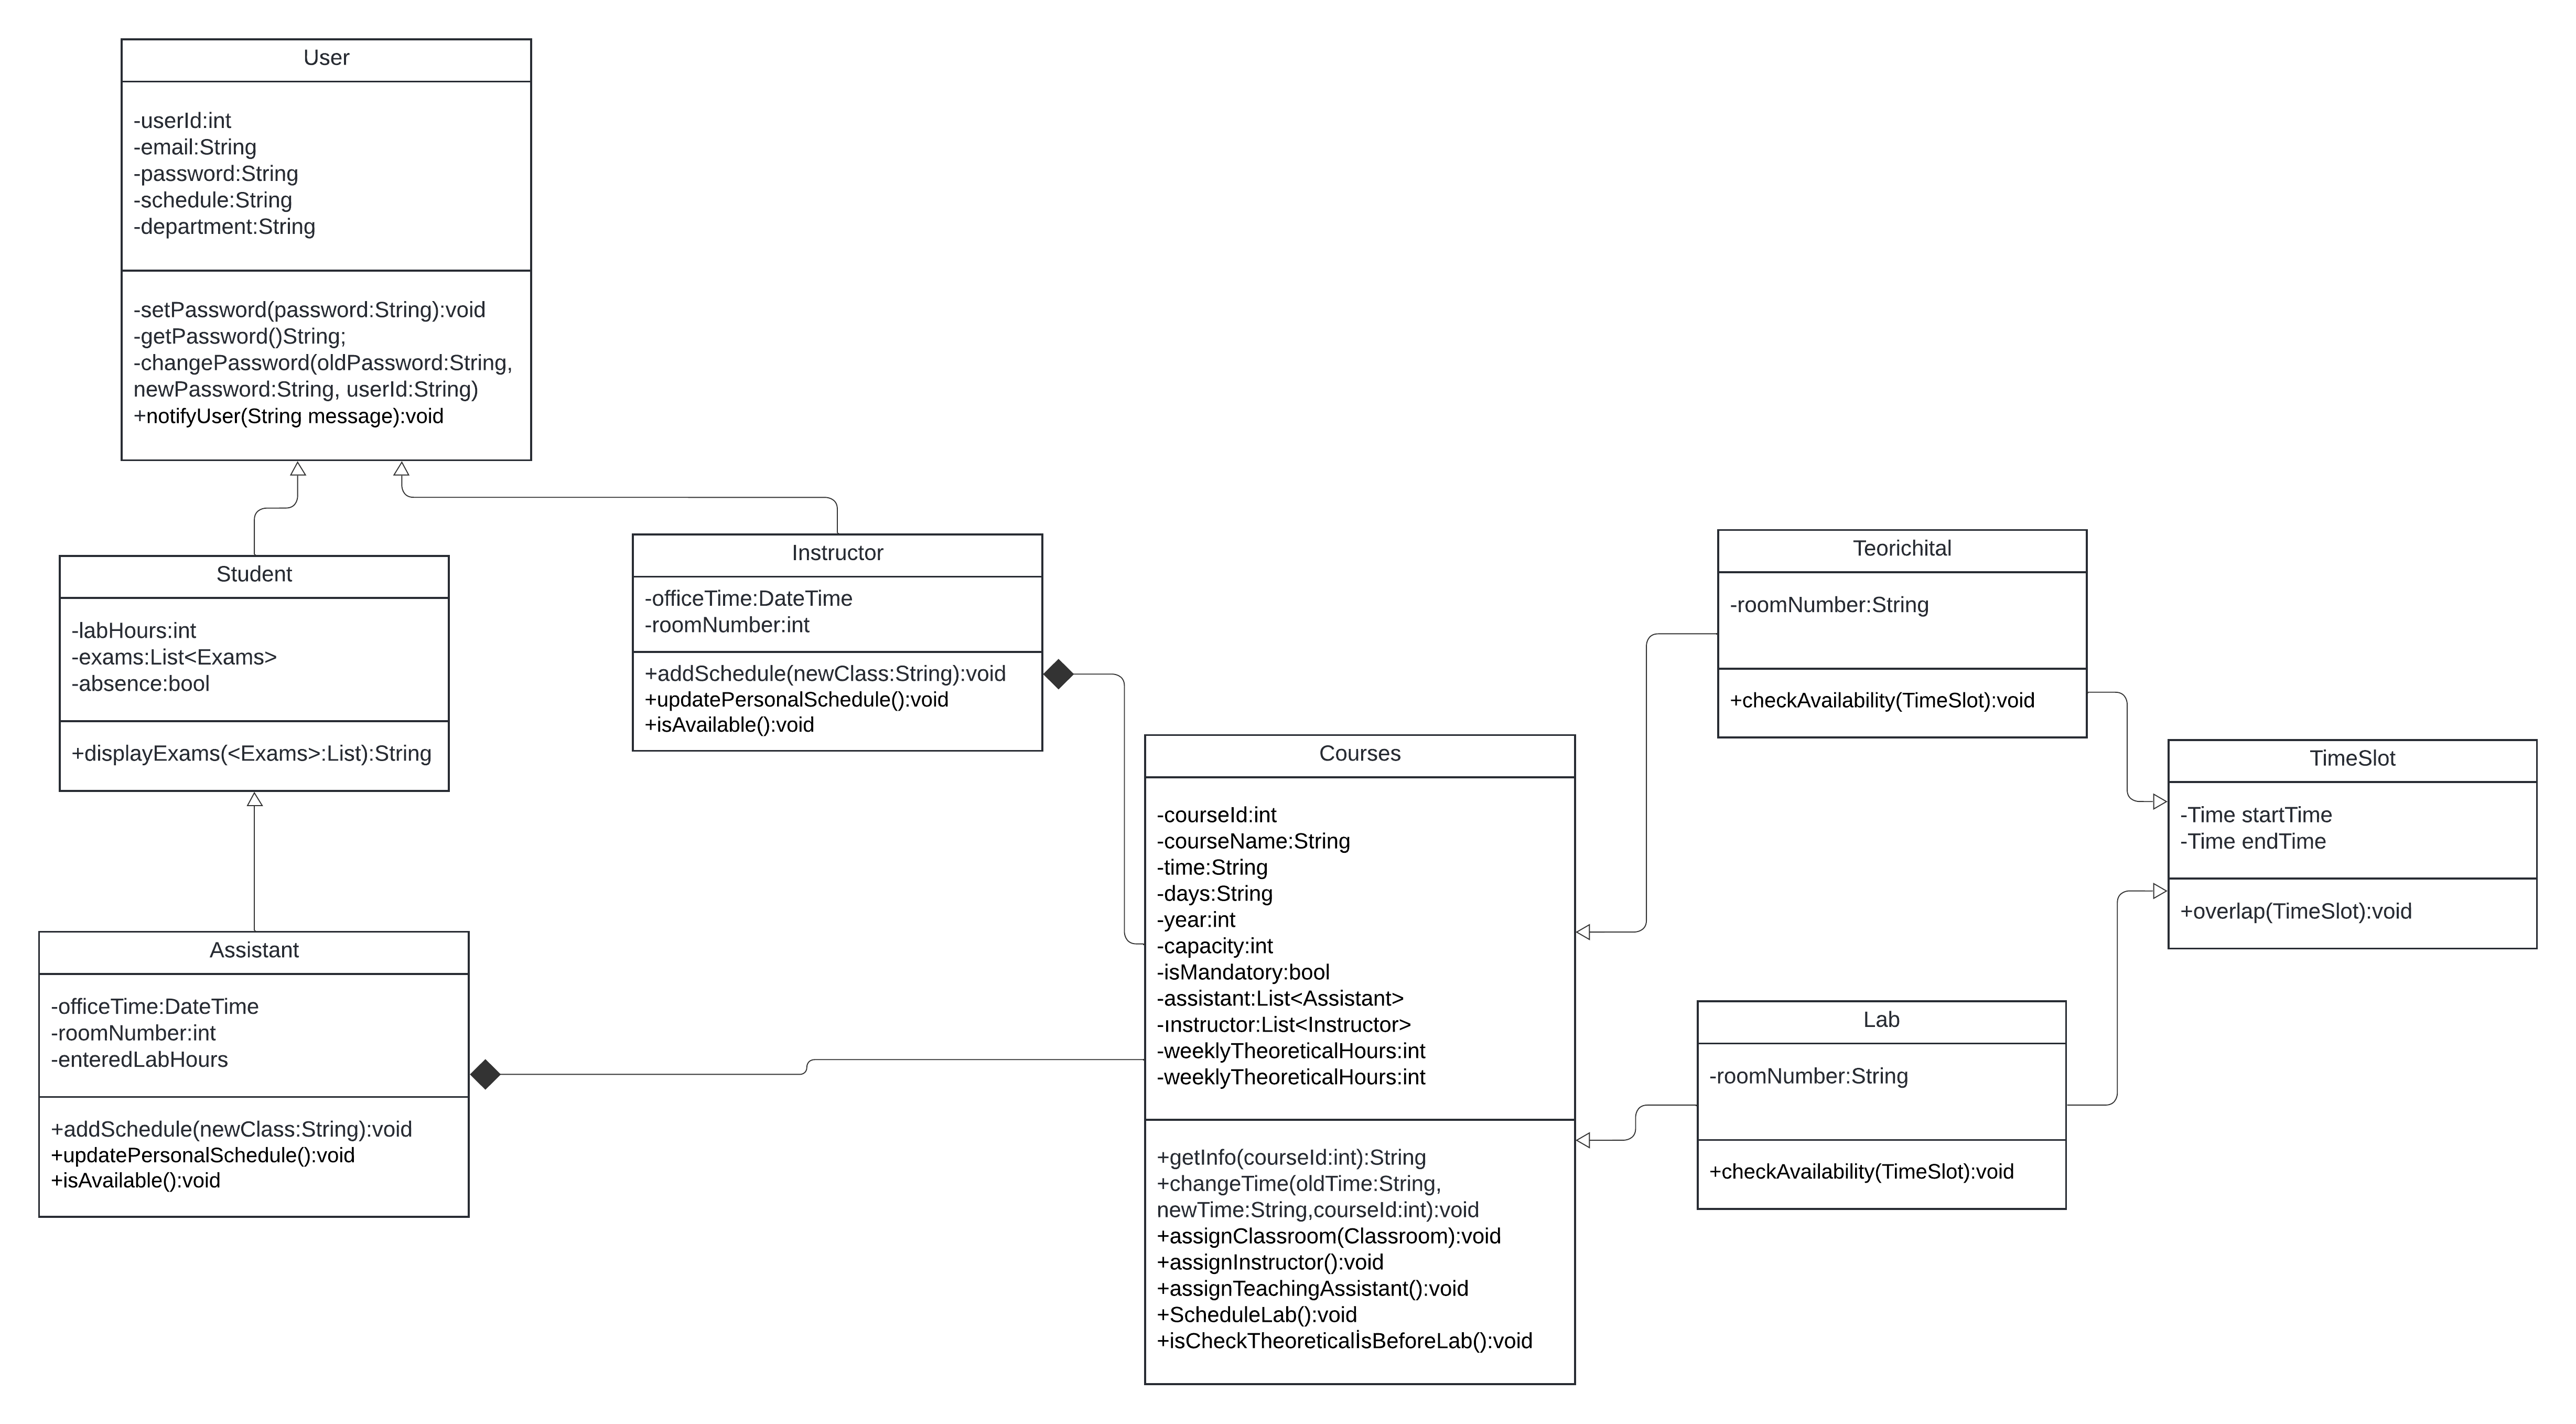 User
-userId:int
-email:String
-password:String
-schedule:String
-department:String
-setPassword(password:String):void
-getPassword()String;
-changePassword(oldPassword:String,
newPassword:String, userId:String)
+notifyUser(String message):void
Student
-labHours:int
-exams:List<Exams>
-absence:bool
+displayExams(<Exams>:List):String
Assistant
-officeTime:DateTime
-roomNumber:int
-enteredLabHours
+addSchedule(newClass:String):void
+updatePersonalSchedule():void
+isAvailable():void
Instructor
-officeTime:DateTime
-roomNumber:int
+addSchedule(newClass:String):void
+updatePersonalSchedule():void
+isAvailable():void
Courses
-courseId:int
-courseName:String
-time:String
-days:String
-year:int
-capacity:int
-isMandatory:bool
-assistant:List<Assistant>
-ınstructor:List<Instructor>
-weeklyTheoreticalHours:int
-weeklyTheoreticalHours:int
+getInfo(courseId:int):String
+changeTime(oldTime:String,
newTime:String,courseId:int):void
+assignClassroom(Classroom):void
+assignInstructor():void
+assignTeachingAssistant():void
+ScheduleLab():void
+isCheckTheoreticalİsBeforeLab():void
Teorichital
-roomNumber:String
+checkAvailability(TimeSlot):void
Lab
-roomNumber:String
+checkAvailability(TimeSlot):void
TimeSlot
-Time startTime
-Time endTime
+overlap(TimeSlot):void